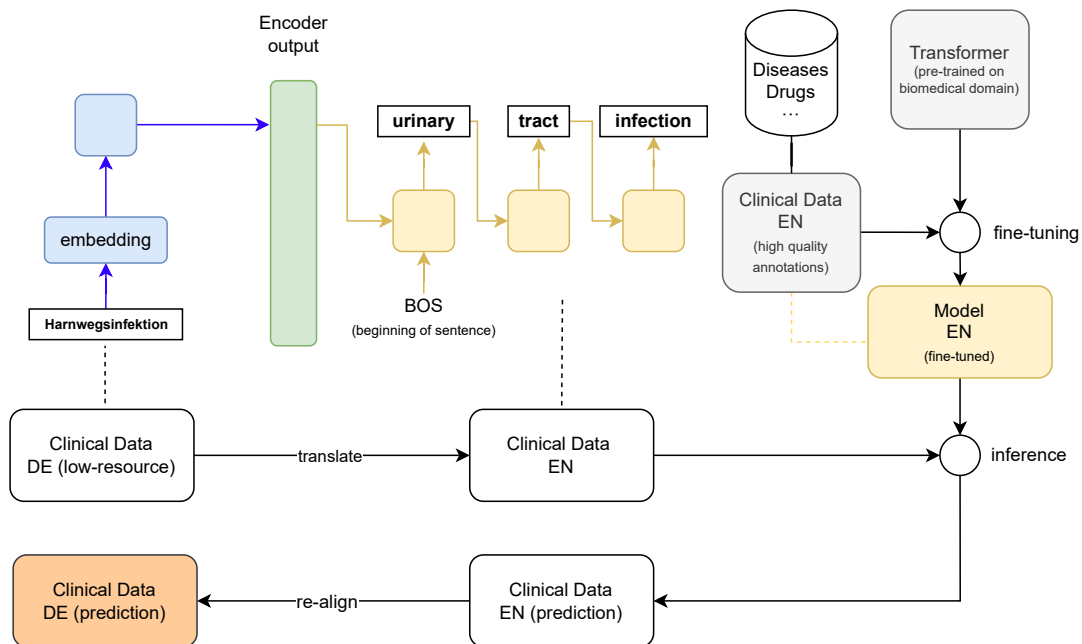 Encoder
output
Diseases
Drugs
...
Transformer
(pre-trained on
biomedical domain)
urinary
tract
infection
embedding
Clinical Data
EN
(high quality
annotations)
fine-tuning
Harnwegsinfektion
BOS
(beginning of sentence)
Model
EN
(fine-tuned)
Clinical Data
DE (low-resource)
translate
Clinical Data
EN
inference
Clinical Data
DE (prediction)
re-align
Clinical Data
EN (prediction)